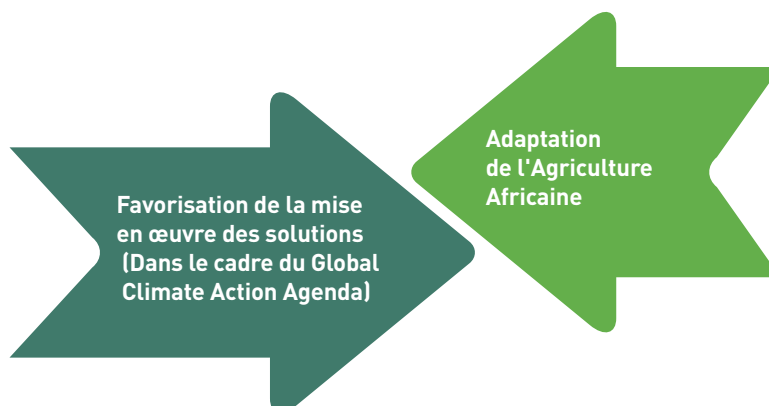 Adaptation
de l'Agriculture
Africaine
Favorisation de la mise
en œuvre des solutions
(Dans le cadre du Global
Climate Action Agenda)